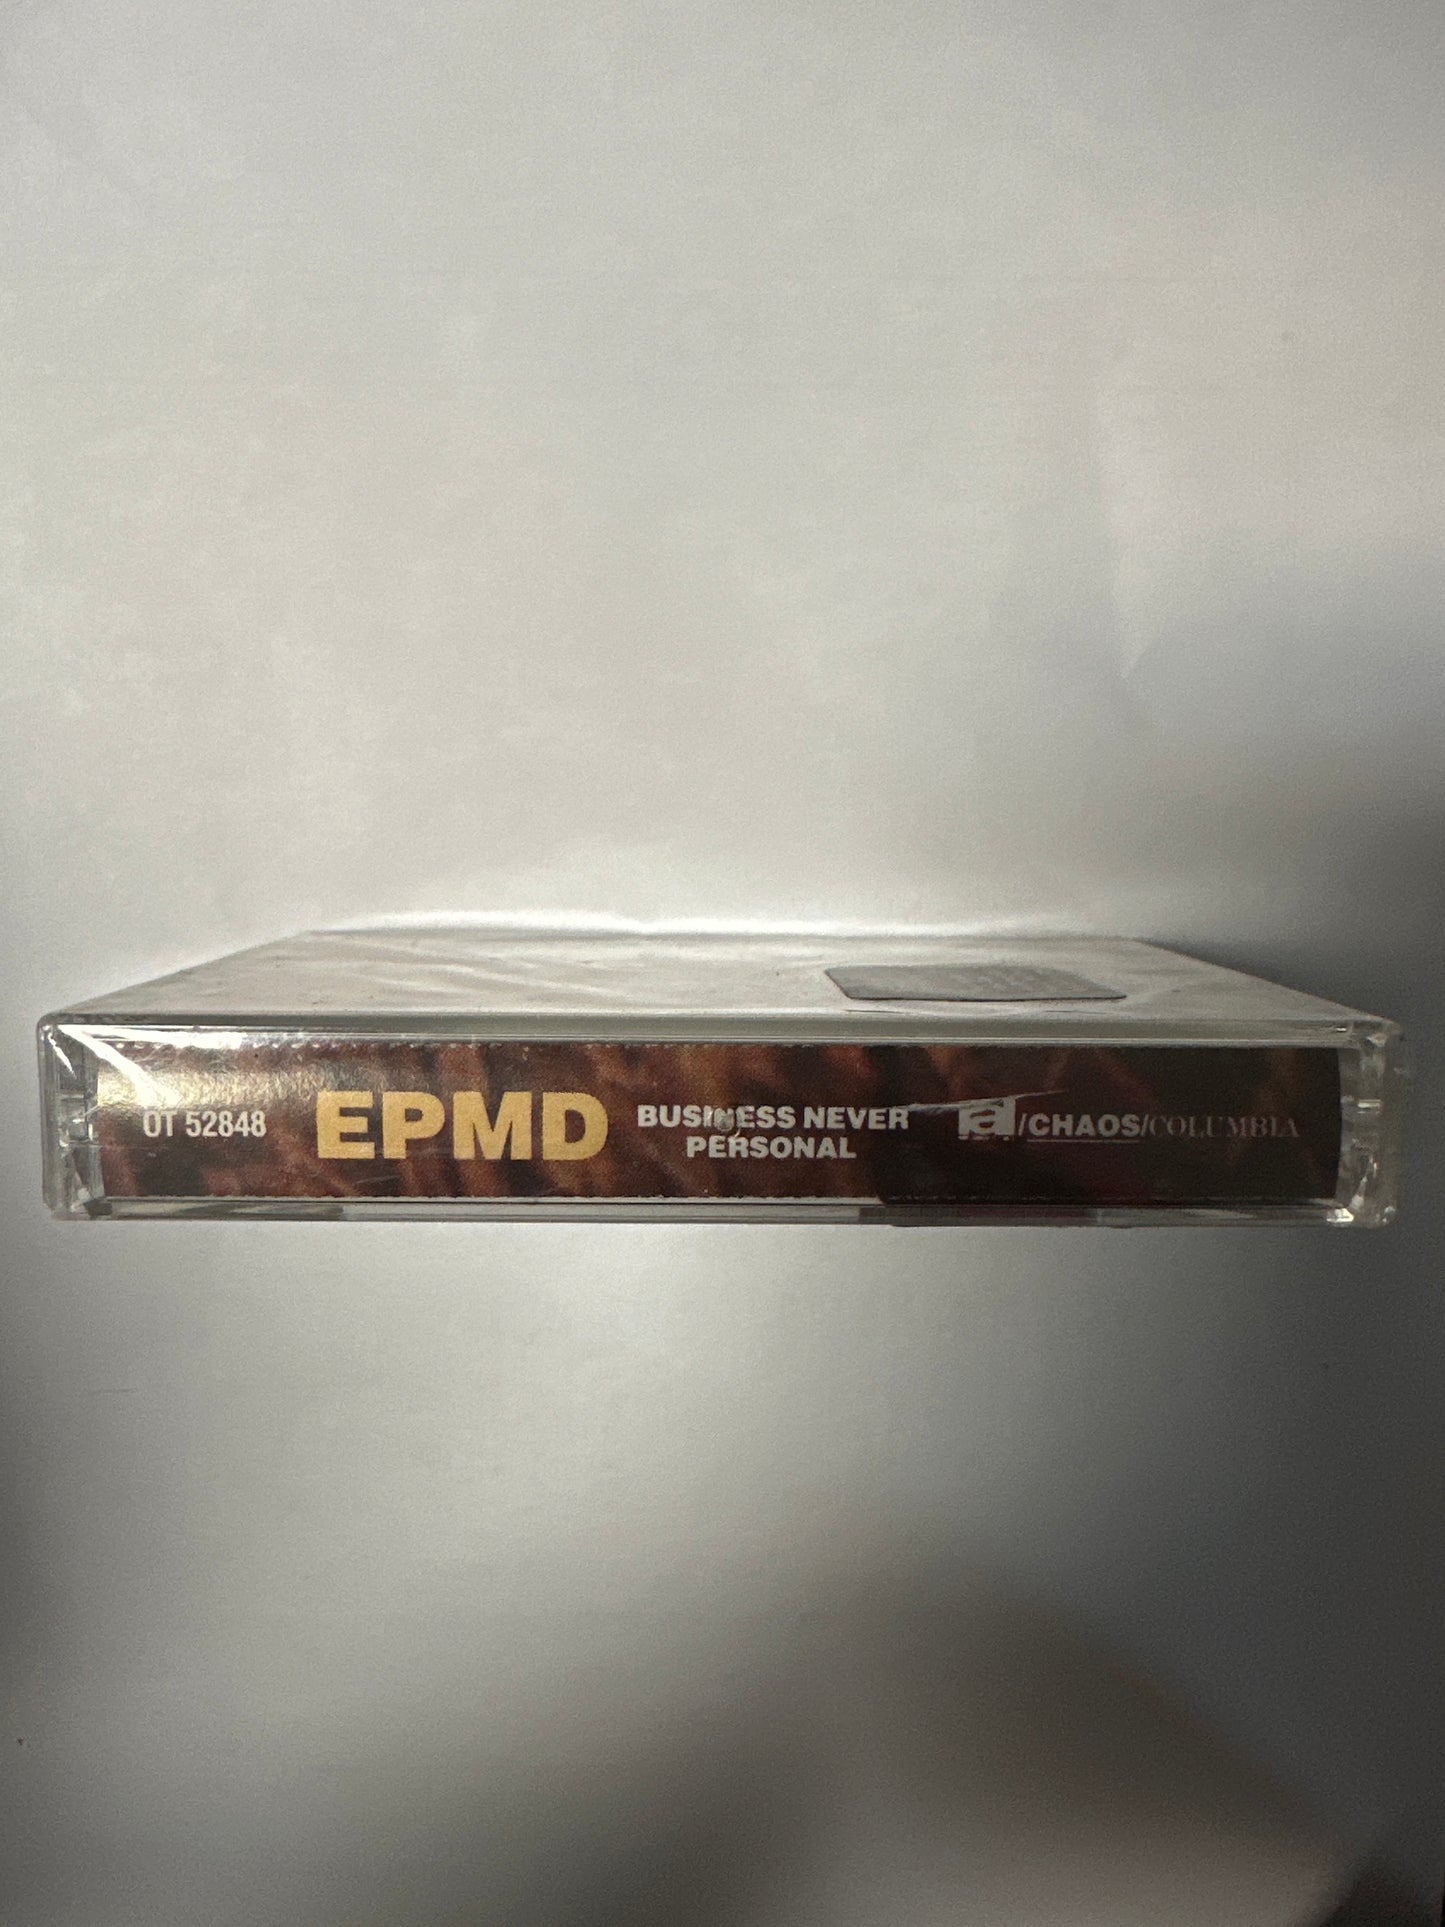 OT 52848
EPMD
BUSINESS NEVER
PERSONAL
/CHAOS/COLUMBIA